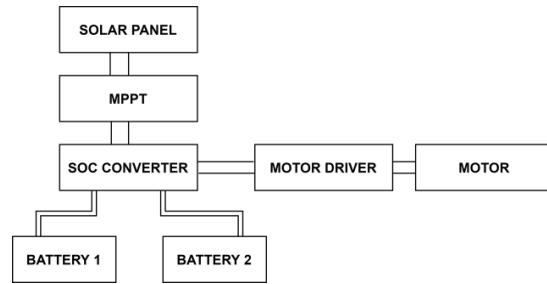 SOLAR PANEL
MPPT
SOC CONVERTER
MOTOR DRIVER
MOTOR
BATTERY 1
BATTERY 2